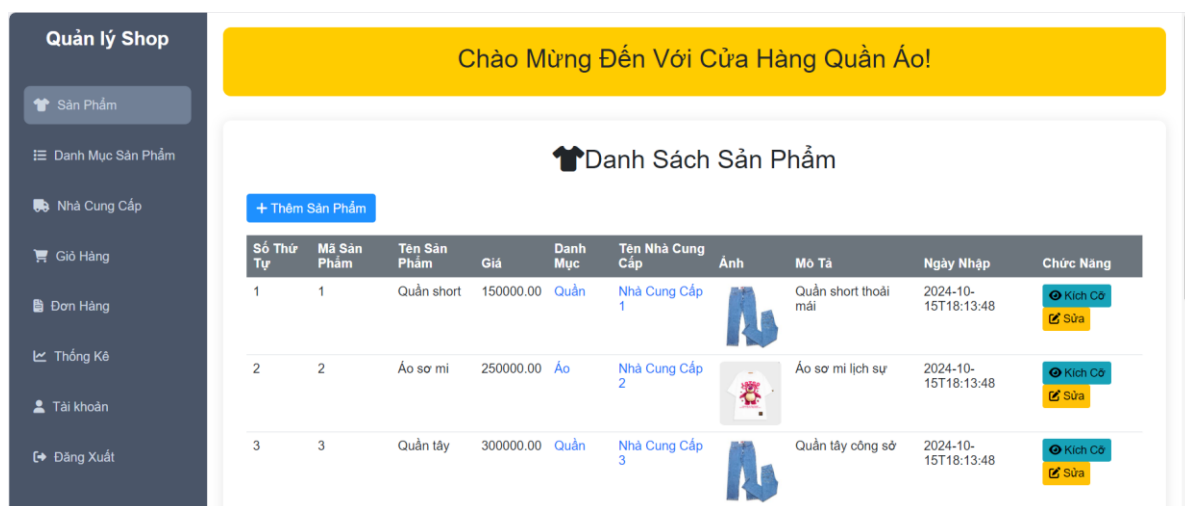 Quản lý Shop
Chào Mừng Đến Với Cửa Hàng Quần Áo!
Sản Phẩm
Danh Mục Sản Phẩm
Nhà Cung Cấp
Giỏ Hàng
Đơn Hàng
Thống Kê
Tài khoản
Đăng Xuất
Danh Sách Sản Phẩm
+ Thêm Sản Phẩm
Số Thứ Mã Sản Tên Sản Danh Tên Nhà Cung
Tự Phẩm Phẩm Giá Mục Cấp Ảnh Mô Tả Ngày Nhập Chức Năng
1 1 Quần short 150000.00 Quần Nhà Cung Cấp Quần short thoải 2024-10- Kích Cỡ
1 mái 15T18:13:48 Sửa
2 2 Áo sơ mi 250000.00 Áo Nhà Cung Cấp Áo sơ mi lịch sự 2024-10- Kích Cỡ
2 15T18:13:48 Sửa
3 3 Quần tây 300000.00 Quần Nhà Cung Cấp Quần tây công sở 2024-10- Kích Cỡ
3 15T18:13:48 Sửa